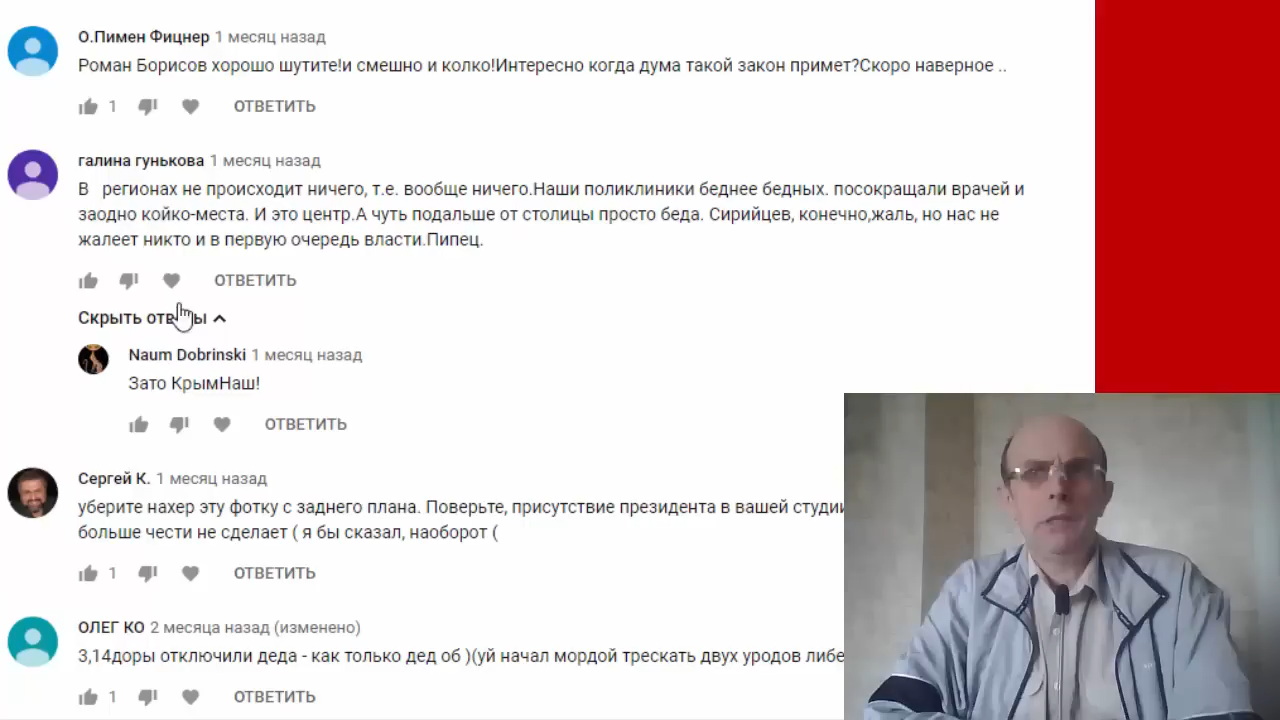 О.Пимен Фицнер 1 месяц назад
Роман Борисов хорошо шутите!и смешно и колко!Интересно когда дума такой закон примет?Скоро наверное ..
1 ОТВЕТИТЬ
галина гунькова 1 месяц назад
В регионах не происходит ничего, т.е. вообще ничего.Наши поликлиники беднее бедных. посокращали врачей и
заодно койко-места. И это центр.А чуть подальше от столицы просто беда. Сирийцев, конечно,жаль, но нас не
жалеет никто и в первую очередь власти.Пипец.
ОТВЕТИТЬ
Скрыть ответы
Naum Dobrinski 1 месяц назад
Зато КрымНаш!
ОТВЕТИТЬ
Сергей К. 1 месяц назад
уберите нахер эту фотку с заднего плана. Поверьте, присутствие президента в вашей студии
больше чести не сделает ( я бы сказал, наоборот (
1 ОТВЕТИТЬ
ОЛЕГ КО 2 месяца назад (изменено)
3,14доры отключили деда - как только дед об )(уй начал мордой трескать двух уродов либе
1 ОТВЕТИТЬ